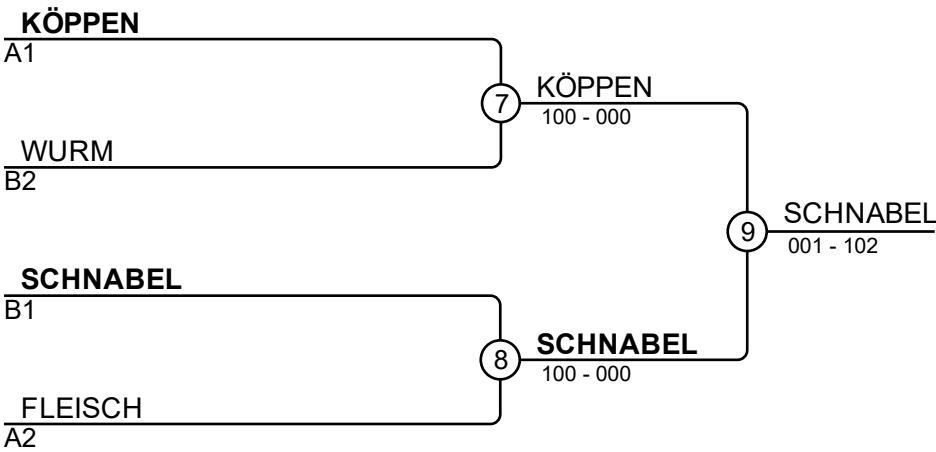 KÖPPEN
A1
7
KÖPPEN
100 - 000
WURM
B2
9
SCHNABEL
001 - 102
SCHNABEL
B1
8
SCHNABEL
100 - 000
FLEISCH
A2